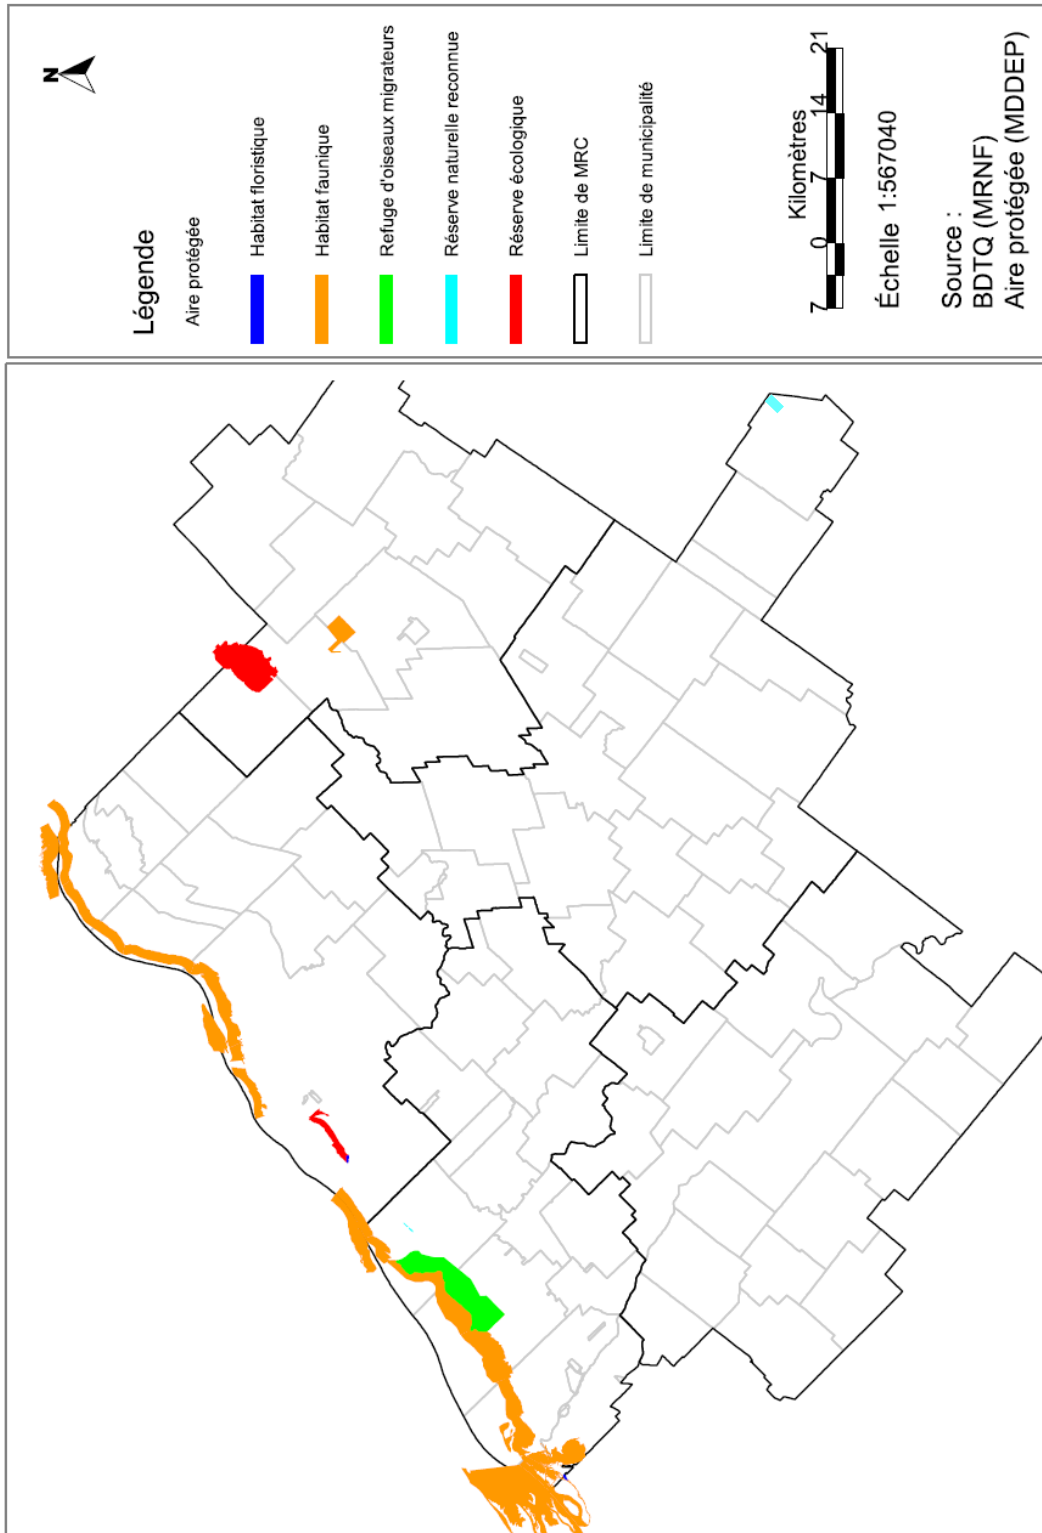 N
Légende
Aire protégée
Habitat floristique
Habitat faunique
Refuge d'oiseaux migrateurs
Réserve naturelle reconnue
Réserve écologique
Limite de MRC
Limite de municipalité
Kilomètres
7 0 7 14 21
Échelle 1:567040
Source :
BDTQ (MRNF)
Aire protégée (MDDEP)